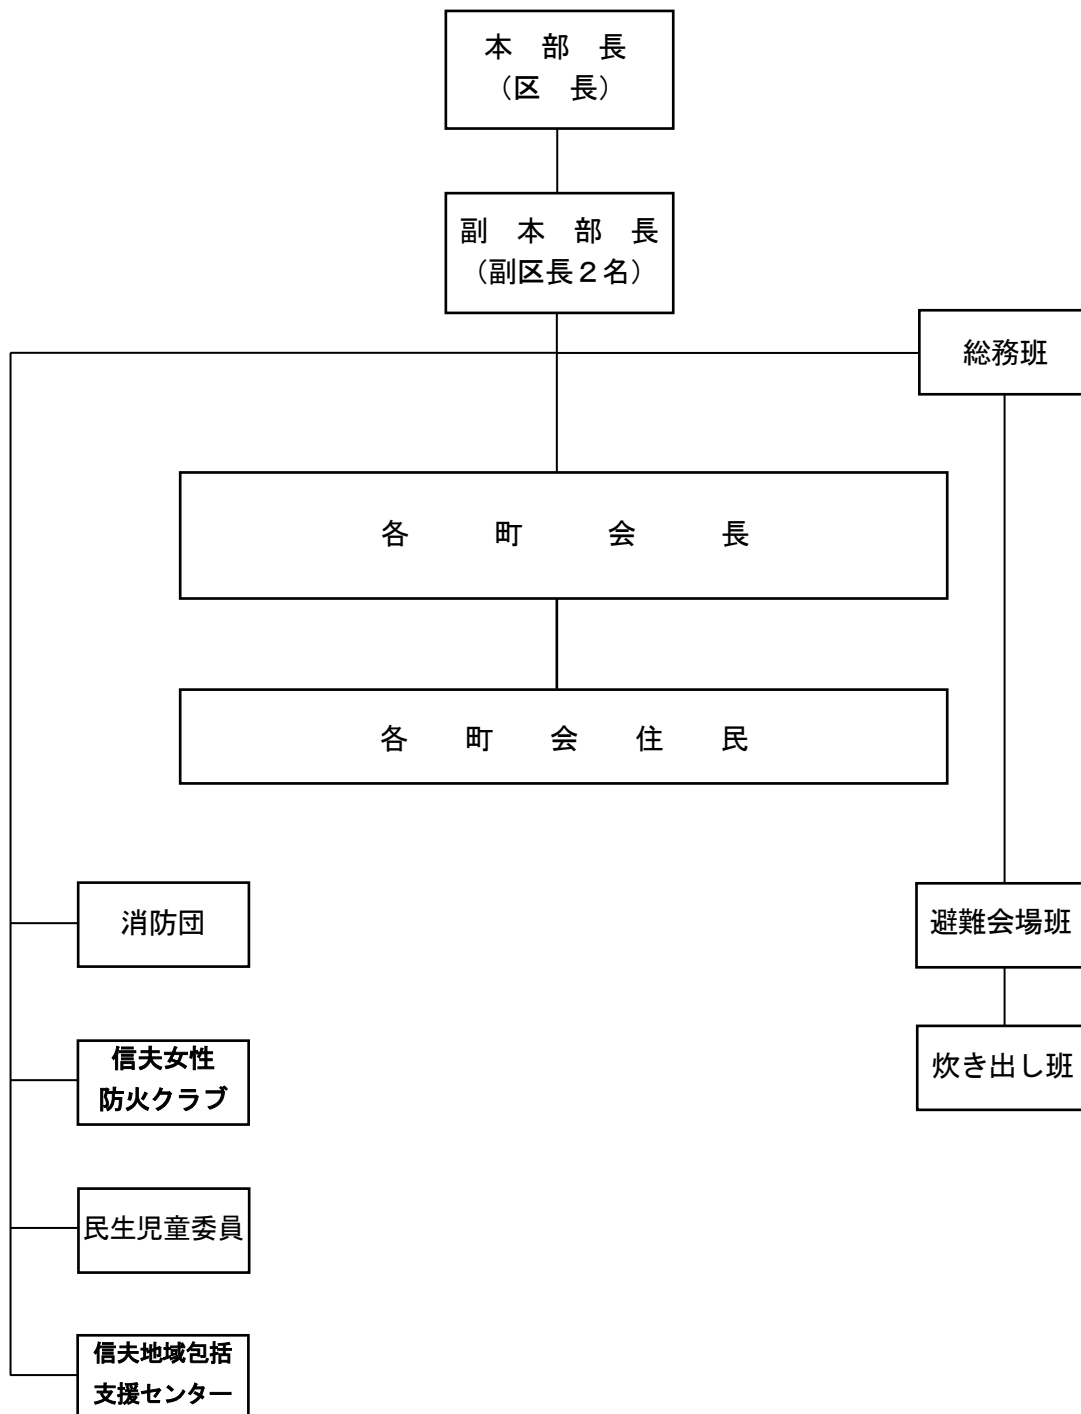 本　部　長
（区　長）
副　本　部　長
（副区長２名）
総務班
各　町　会　長
各　町　会　住　民
消防団
避難会場班
信夫女性
防火クラブ
炊き出し班
民生児童委員
信夫地域包括
支援センター